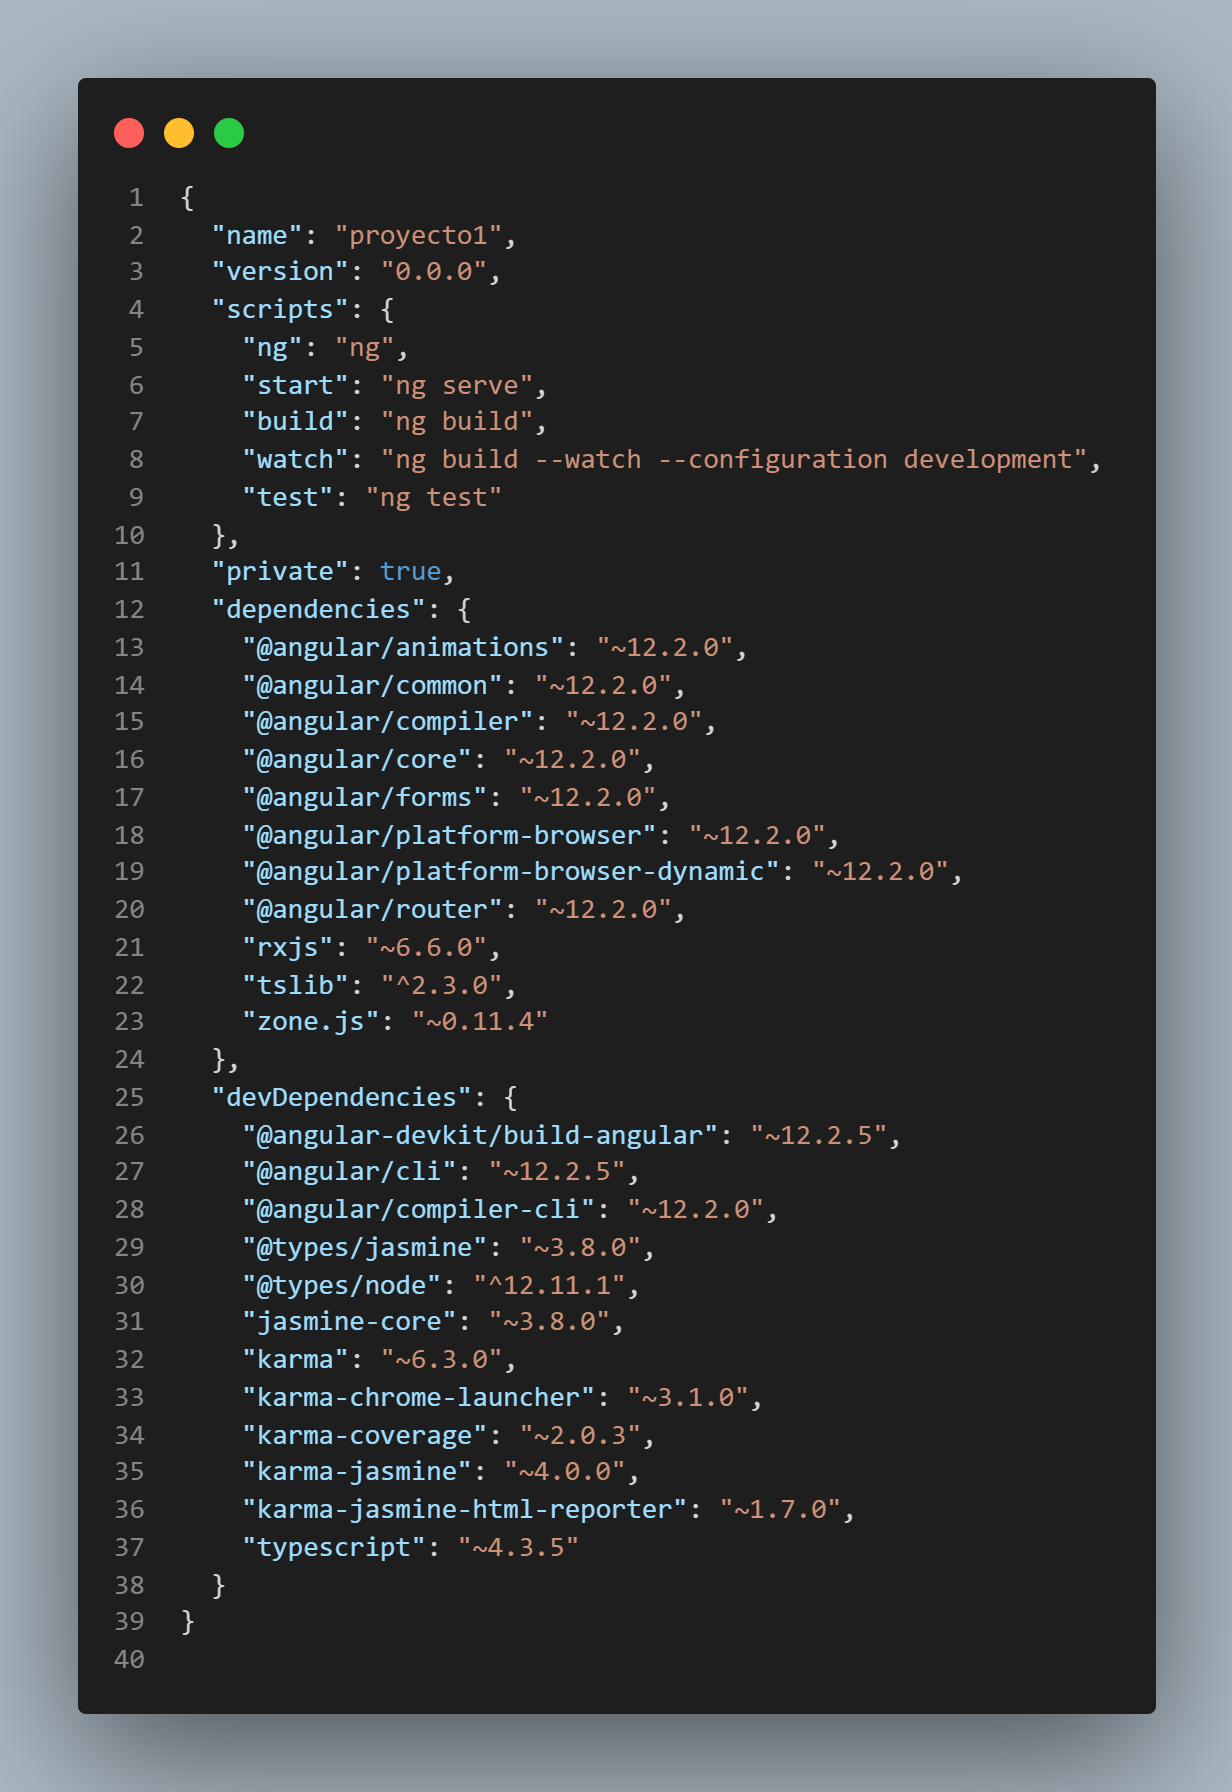 1 {
2   "name": "proyecto1",
3   "version": "0.0.0",
4   "scripts": {
5     "ng": "ng",
6     "start": "ng serve",
7     "build": "ng build",
8     "watch": "ng build --watch --configuration development",
9     "test": "ng test"
10   },
11   "private": true,
12   "dependencies": {
13     "@angular/animations": "~12.2.0",
14     "@angular/common": "~12.2.0",
15     "@angular/compiler": "~12.2.0",
16     "@angular/core": "~12.2.0",
17     "@angular/forms": "~12.2.0",
18     "@angular/platform-browser": "~12.2.0",
19     "@angular/platform-browser-dynamic": "~12.2.0",
20     "@angular/router": "~12.2.0",
21     "rxjs": "~6.6.0",
22     "tslib": "^2.3.0",
23     "zone.js": "~0.11.4"
24   },
25   "devDependencies": {
26     "@angular-devkit/build-angular": "~12.2.5",
27     "@angular/cli": "~12.2.5",
28     "@angular/compiler-cli": "~12.2.0",
29     "@types/jasmine": "~3.8.0",
30     "@types/node": "^12.11.1",
31     "jasmine-core": "~3.8.0",
32     "karma": "~6.3.0",
33     "karma-chrome-launcher": "~3.1.0",
34     "karma-coverage": "~2.0.3",
35     "karma-jasmine": "~4.0.0",
36     "karma-jasmine-html-reporter": "~1.7.0",
37     "typescript": "~4.3.5"
38   }
39 }
40